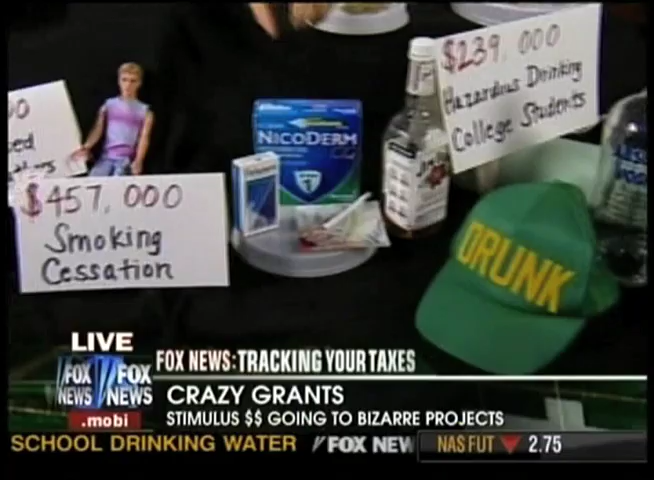 $239,000
Hazardous Drinking
College Students
$457,000
Smoking
Cessation
NICODERM
CQ
1
DRUNK
LIVE
FOX NEWS: TRACKING YOUR TAXES
FOX NEWS
FOX NEWS
.mobi
CRAZY GRANTS
STIMULUS $$ GOING TO BIZARRE PROJECTS
SCHOOL DRINKING WATER
FOX NEW
NAS FUT ▼ 2.75